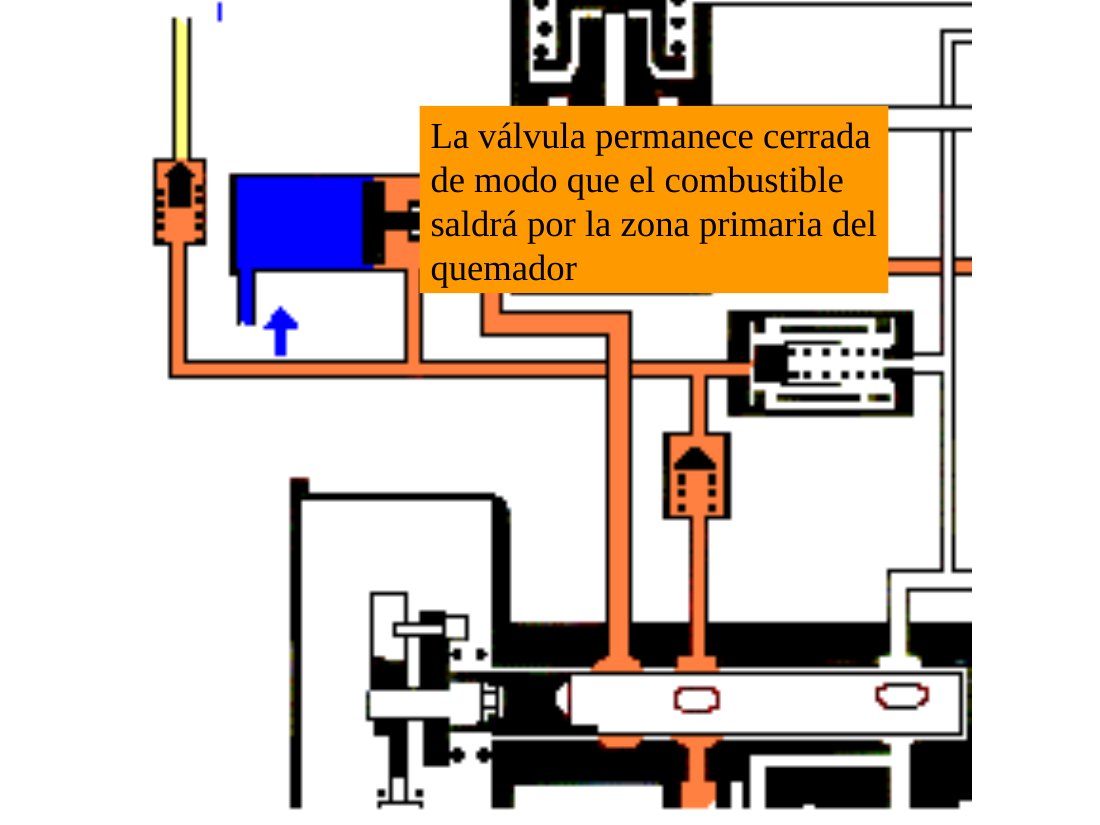 La válvula permanece cerrada
de modo que el combustible
saldrá por la zona primaria del
quemador